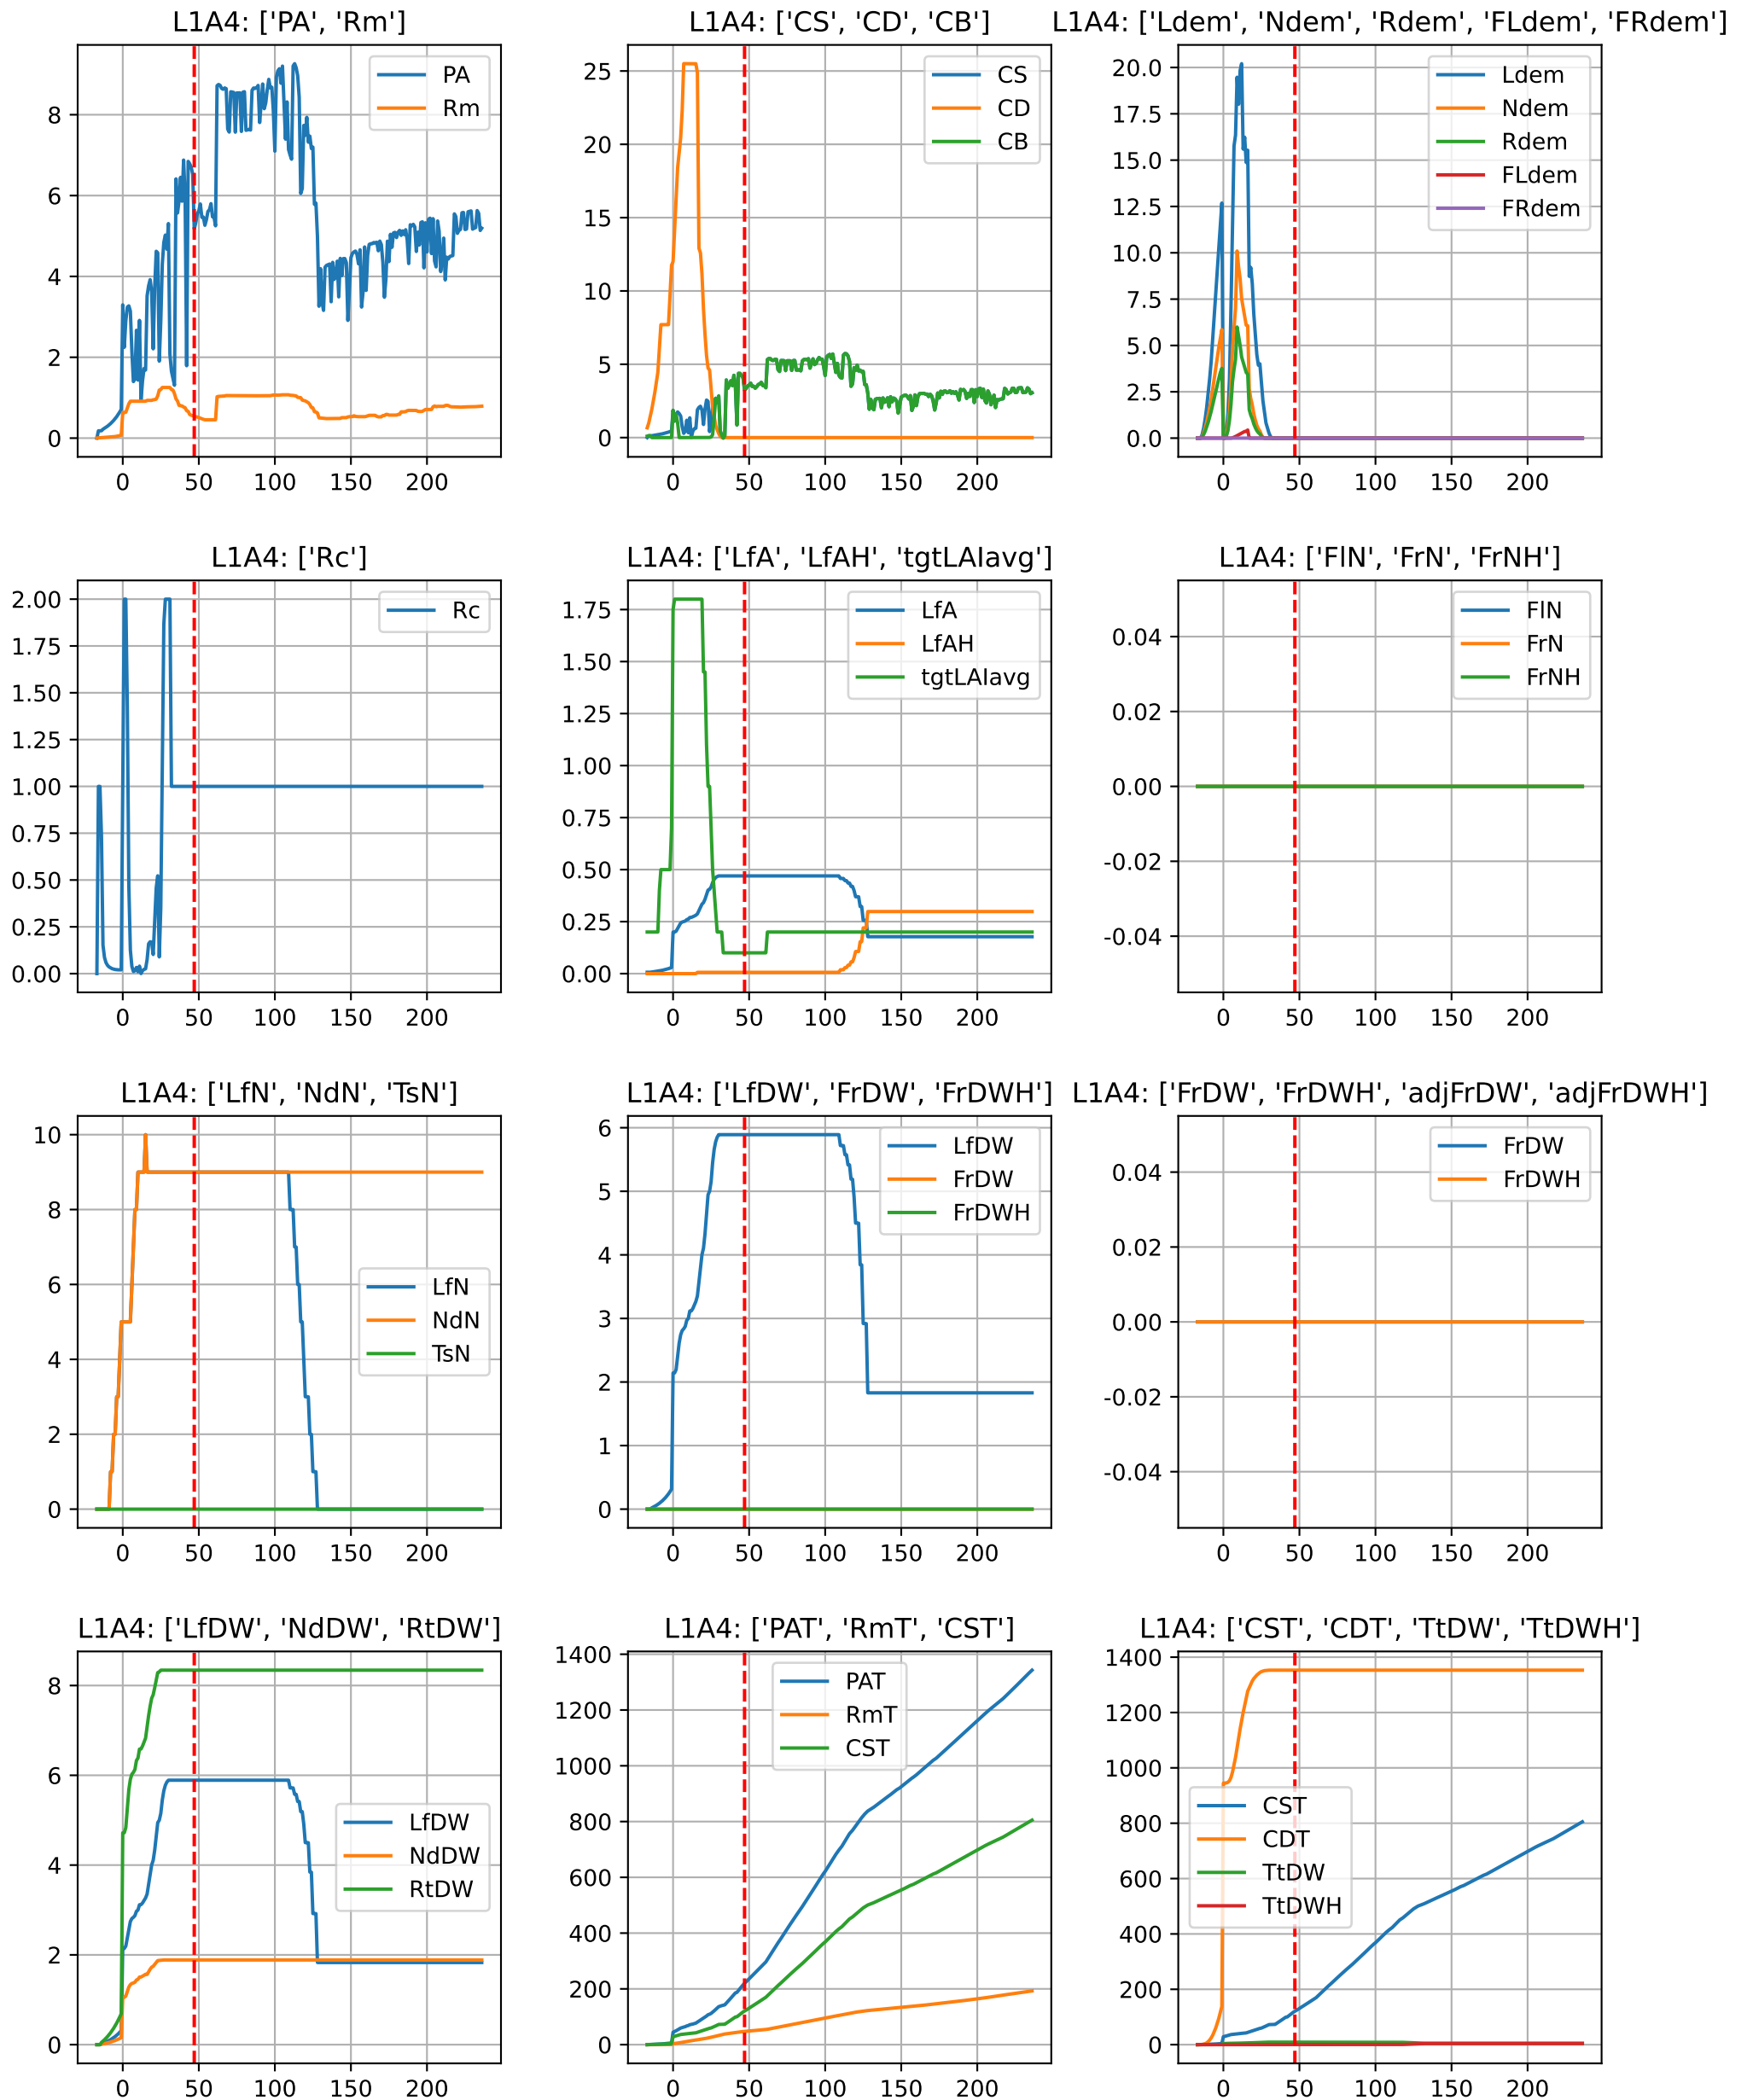 L1A4: ['PA', 'Rm']
8
6
4
2
0
0 50 100 150 200
PA
Rm
L1A4: ['CS', 'CD', 'CB']
25
20
15
10
5
0
0 50 100 150 200
CS
CD
CB
L1A4: ['Ldem', 'Ndem', 'Rdem', 'FLdem', 'FRdem']
20.0
17.5
15.0
12.5
10.0
7.5
5.0
2.5
0.0
0 50 100 150 200
Ldem
Ndem
Rdem
FLdem
FRdem
L1A4: ['Rc']
2.00
1.75
1.50
1.25
1.00
0.75
0.50
0.25
0.00
0 50 100 150 200
Rc
L1A4: ['LfA', 'LfAH', 'tgtLAIavg']
1.75
1.50
1.25
1.00
0.75
0.50
0.25
0.00
0 50 100 150 200
LfA
LfAH
tgtLAIavg
L1A4: ['FlN', 'FrN', 'FrNH']
0.04
0.02
0.00
-0.02
-0.04
0 50 100 150 200
FlN
FrN
FrNH
L1A4: ['LfN', 'NdN', 'TsN']
10
8
6
4
2
0
0 50 100 150 200
LfN
NdN
TsN
L1A4: ['LfDW', 'FrDW', 'FrDWH']
6
5
4
3
2
1
0
0 50 100 150 200
LfDW
FrDW
FrDWH
L1A4: ['FrDW', 'FrDWH', 'adjFrDW', 'adjFrDWH']
0.04
0.02
0.00
-0.02
-0.04
0 50 100 150 200
FrDW
FrDWH
L1A4: ['LfDW', 'NdDW', 'RtDW']
8
6
4
2
0
0 50 100 150 200
LfDW
NdDW
RtDW
L1A4: ['PAT', 'RmT', 'CST']
1400
1200
1000
800
600
400
200
0
0 50 100 150 200
PAT
RmT
CST
L1A4: ['CST', 'CDT', 'TtDW', 'TtDWH']
1400
1200
1000
800
600
400
200
0
0 50 100 150 200
CST
CDT
TtDW
TtDWH